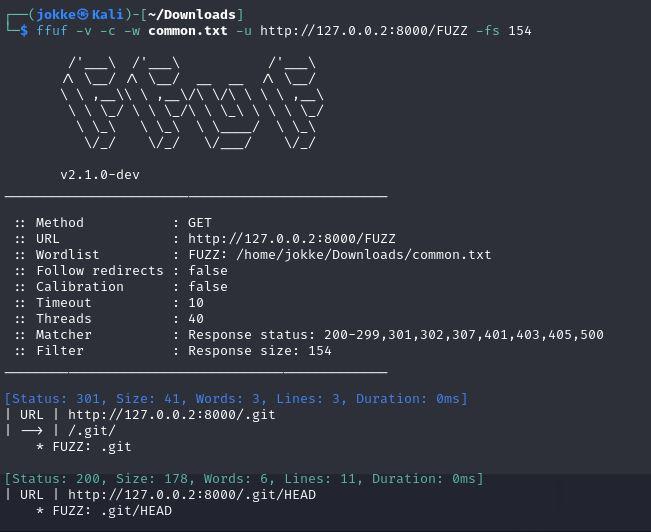 ┌──(jokke㉿Kali)-[~/Downloads]
└─$ ffuf -v -c -w common.txt -u http://127.0.0.2:8000/FUZZ -fs 154
/'___\  /'___\           /'___\
/\ \__/ /\ \__/  __  __  /\ \__/
\ \ ,__\\ \ ,__\/\ \/\ \ \ \ ,__\
\ \ \_/ \ \ \_/\ \ \_\ \ \ \ \_/
\ \_\   \ \_\  \ \____/  \ \_\
\/_/    \/_/   \/___/    \/_/
v2.1.0-dev
________________________________________________
:: Method           : GET
:: URL              : http://127.0.0.2:8000/FUZZ
:: Wordlist         : FUZZ: /home/jokke/Downloads/common.txt
:: Follow redirects : false
:: Calibration      : false
:: Timeout          : 10
:: Threads          : 40
:: Matcher          : Response status: 200-299,301,302,307,401,403,405,500
:: Filter           : Response size: 154
________________________________________________
[Status: 301, Size: 41, Words: 3, Lines: 3, Duration: 0ms]
| URL | http://127.0.0.2:8000/.git
| --> | /.git/
* FUZZ: .git
[Status: 200, Size: 178, Words: 6, Lines: 11, Duration: 0ms]
| URL | http://127.0.0.2:8000/.git/HEAD
* FUZZ: .git/HEAD